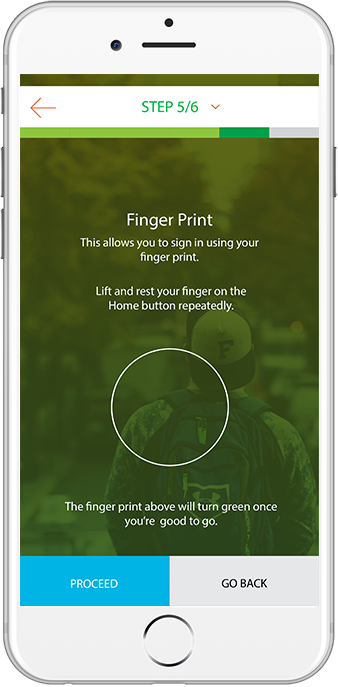 STEP 5/6
Finger Print
This allows you to sign in using your
finger print.
Lift and rest your finger on the
Home button repeatedly.
F
The finger print above will turn green once
you're good to go.
PROCEED
GO BACK